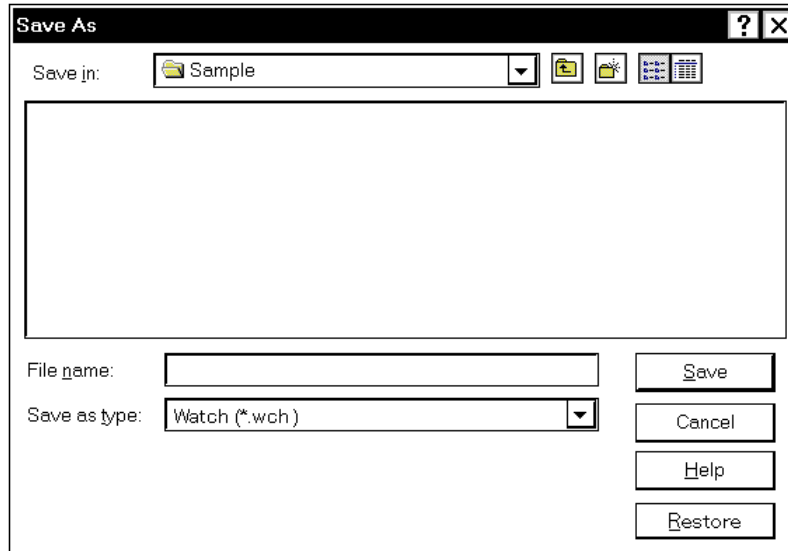 Save As
Save in: Sample
File name:
Save
Save as type: Watch (*.wch)
Cancel
Help
Restore